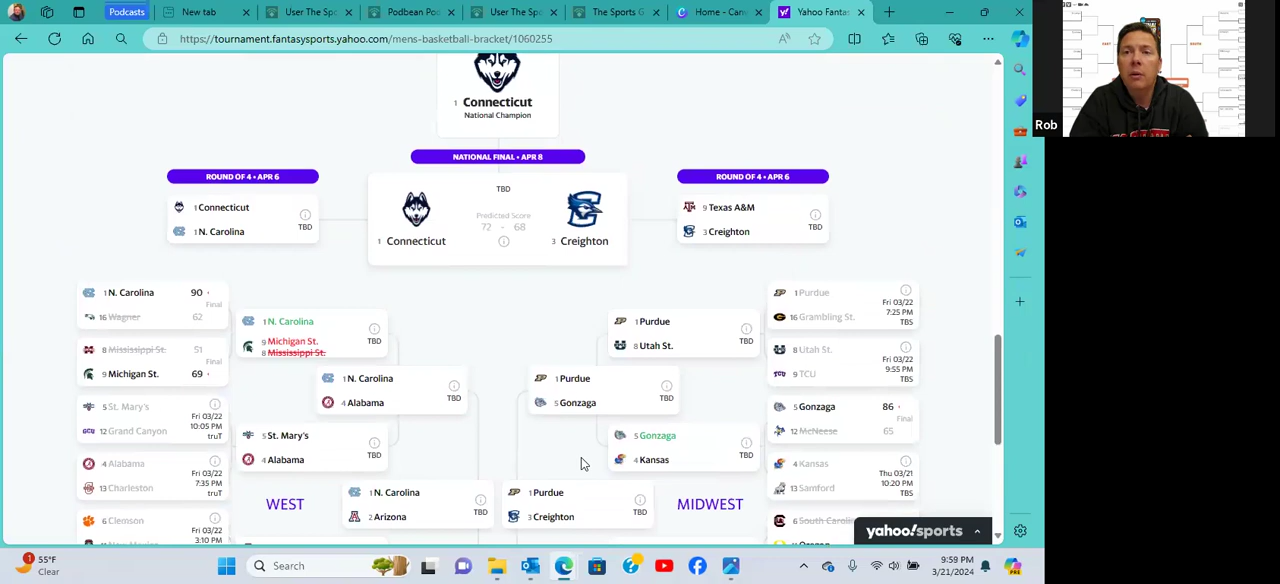 Podcasts
New tab
User The Spo
Podbean Poc
User The Spo
The Sports G
Home - Can
Yahoo Fantas
https://tournament.fantasysports.yahoo.com/mens-basketball-bracket/1060255
Rob
1 Connecticut
National Champion
NATIONAL FINAL • APR 8
ROUND OF 4 • APR 6
1 Connecticut
1 N. Carolina
TBD
TBD
Predicted Score
72 - 68
1 Connecticut
3 Creighton
ROUND OF 4 • APR 6
9 Texas A&M
3 Creighton
TBD
1 N. Carolina 90
Final
16 Wagner 62
8 Mississippi St. 51
Final
9 Michigan St. 69
5 St. Mary's
12 Grand Canyon
Fri 03/22
10:05 PM
truT
4 Alabama
13 Charleston
Fri 03/22
7:35 PM
truT
6 Clemson
Fri 03/22
3:10 PM
1 N. Carolina
9 Michigan St.
8 Mississippi St.
TBD
5 St. Mary's
4 Alabama
TBD
1 N. Carolina
4 Alabama
TBD
WEST
1 N. Carolina
2 Arizona
TBD
1 Purdue
8 Utah St.
TBD
1 Purdue
5 Gonzaga
TBD
5 Gonzaga
4 Kansas
TBD
1 Purdue
3 Creighton
TBD
MIDWEST
1 Purdue
16 Grambling St.
Fri 03/22
7:25 PM
TBS
8 Utah St.
9 TCU
Fri 03/22
9:55 PM
TBS
5 Gonzaga 86
Final
12 McNeese 65
4 Kansas
13 Samford
Thu 03/21
10:20 PM
TBS
6 South Carolin
yahoo!sports
55°F
Clear
1
Search
9:59 PM
3/21/2024
PRE